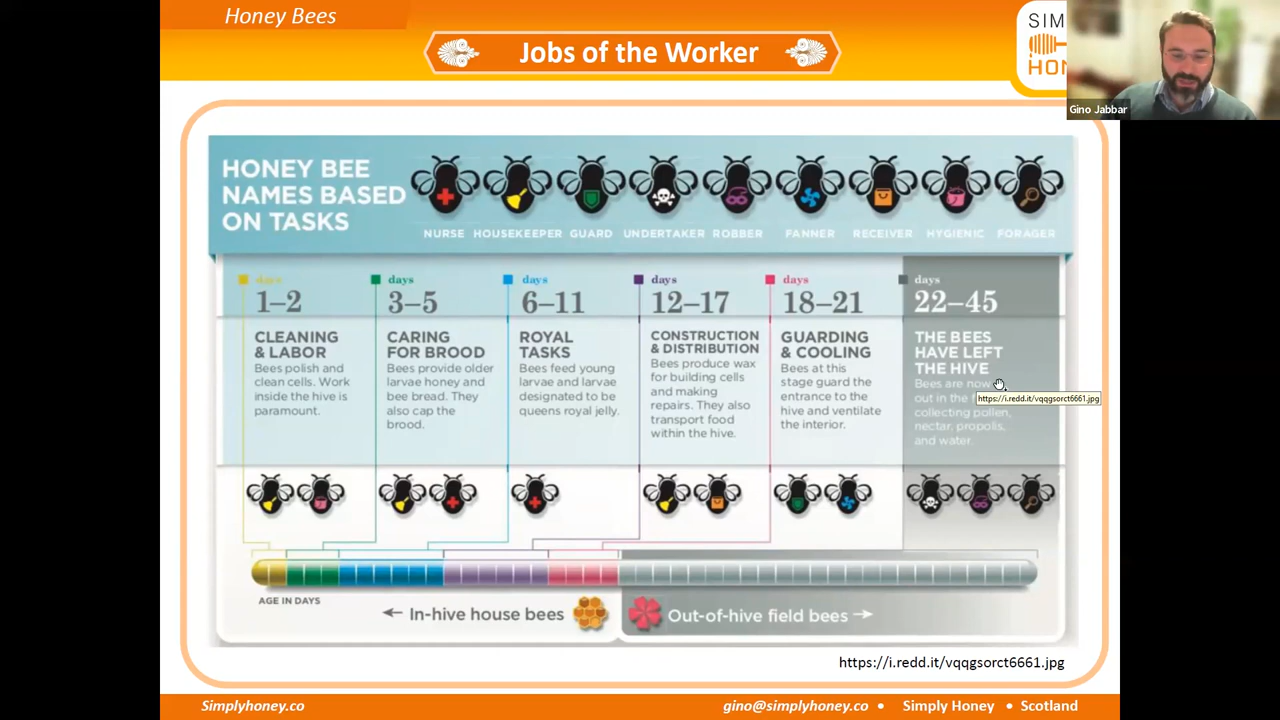 Honey Bees
Jobs of the Worker
SIM
HON
Gino Jabbar
HONEY BEE
NAMES BASED
ON TASKS
NURSE HOUSEKEEPER GUARD UNDERTAKER ROBBER FANNER RECEIVER HYGIENIC FORAGER
days
1–2
CLEANING
& LABOR
Bees polish and
clean cells. Work
inside the hive is
paramount.
days
3–5
CARING
FOR BROOD
Bees provide older
larvae honey and
bee bread. They
also cap the
brood.
days
6–11
ROYAL
TASKS
Bees feed young
larvae and larvae
designated to be
queens royal jelly.
days
12–17
CONSTRUCTION
& DISTRIBUTION
Bees produce wax
for building cells
and making
repairs. They also
transport food
within the hive.
days
18–21
GUARDING
& COOLING
Bees at this
stage guard the
entrance to the
hive and ventilate
the interior.
days
22–45
THE BEES
HAVE LEFT
THE HIVE
Bees are now
out in the
collecting pollen,
nectar, propolis,
and water.
https://i.redd.it/vqqgsorct6661.jpg
AGE IN DAYS
← In-hive house bees
Out-of-hive field bees →
https://i.redd.it/vqqgsorct6661.jpg
Simplyhoney.co
gino@simplyhoney.co • Simply Honey • Scotland